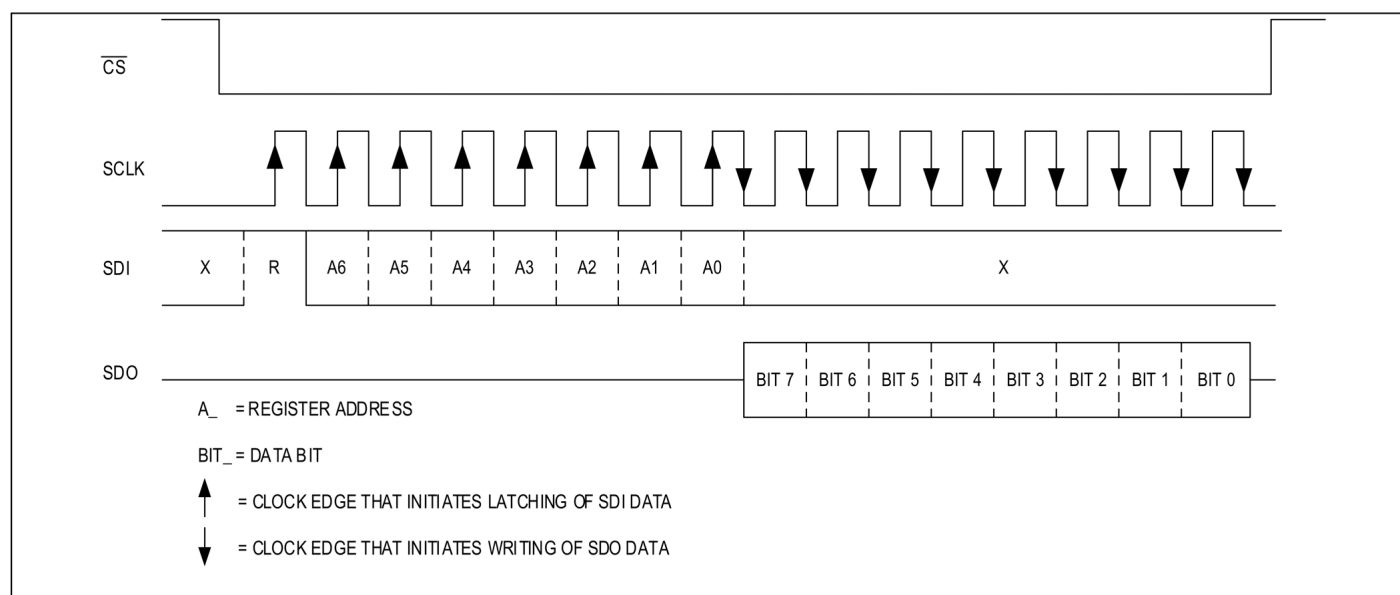 CS
SCLK
SDI X R A6 A5 A4 A3 A2 A1 A0 X
SDO BIT 7 BIT 6 BIT 5 BIT 4 BIT 3 BIT 2 BIT 1 BIT 0
A_ = REGISTER ADDRESS
BIT_ = DATA BIT
= CLOCK EDGE THAT INITIATES LATCHING OF SDI DATA
= CLOCK EDGE THAT INITIATES WRITING OF SDO DATA